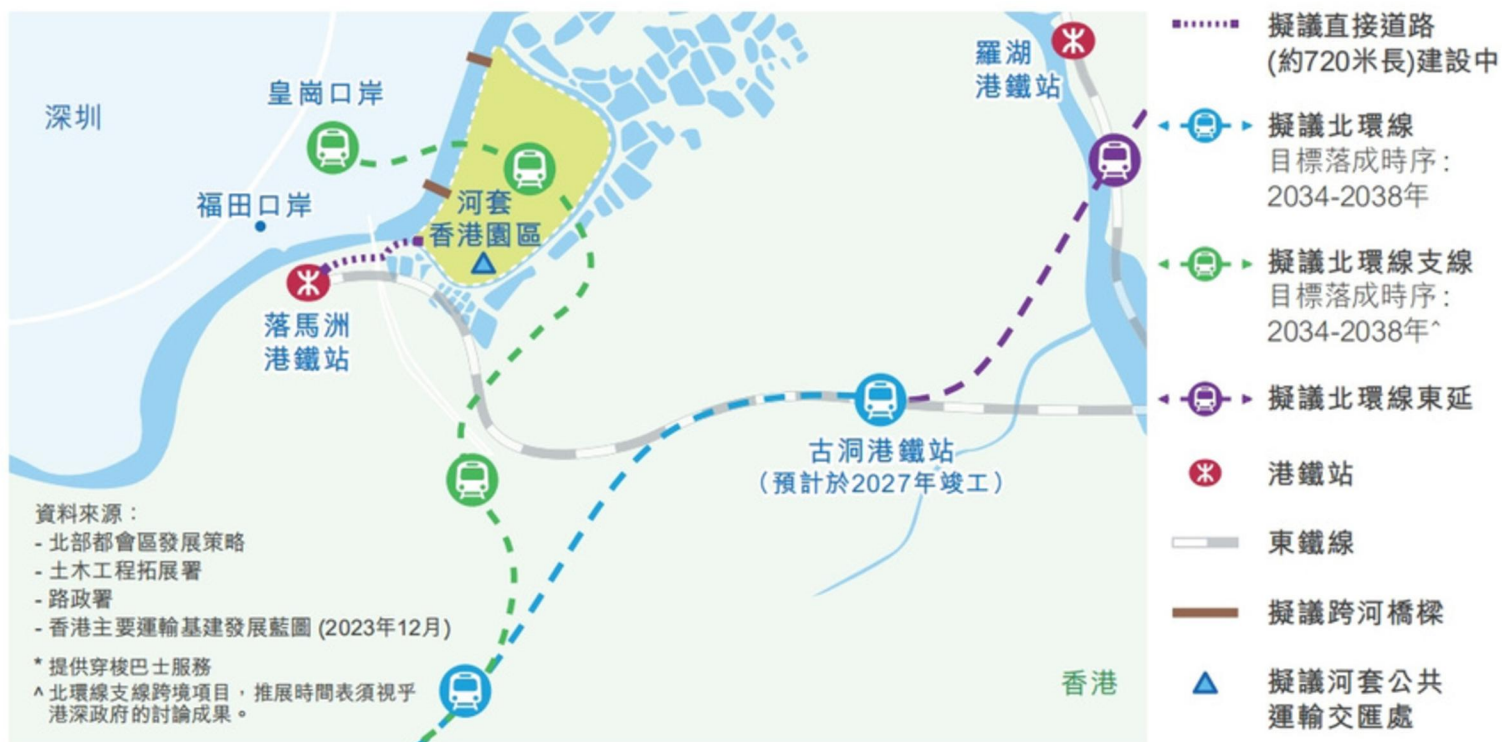 深圳
皇崗口岸
福田口岸
河套
香港園區
落馬洲
港鐵站
羅湖
港鐵站
古洞港鐵站
（預計於2027年竣工）
香港
資料來源：
- 北部都會區發展策略
- 土木工程拓展署
- 路政署
- 香港主要運輸基建發展藍圖 (2023年12月)
* 提供穿梭巴士服務
^ 北環線支線跨境項目，推展時間表須視乎
港深政府的討論成果。
擬議直接道路
(約720米長)建設中
擬議北環線
目標落成時序：
2034-2038年
擬議北環線支線
目標落成時序：
2034-2038年^
擬議北環線東延
港鐵站
東鐵線
擬議跨河橋樑
擬議河套公共
運輸交匯處